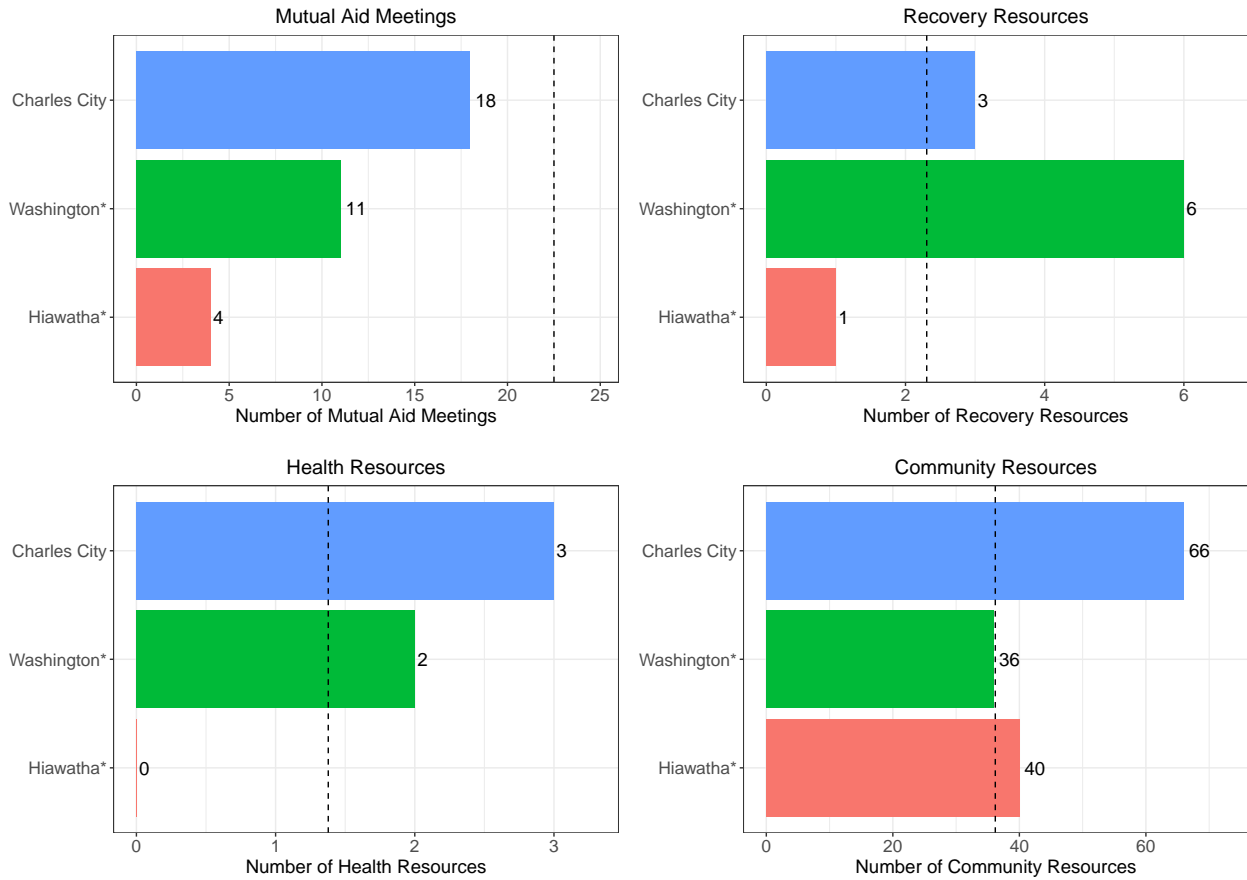 Mutual Aid Meetings
Charles City
18
Washington*
11
Hiawatha*
4
0 5 10 15 20 25
Number of Mutual Aid Meetings
Recovery Resources
Charles City
3
Washington*
6
Hiawatha*
1
0 2 4 6
Number of Recovery Resources
Health Resources
Charles City
3
Washington*
2
Hiawatha*
0
0 1 2 3
Number of Health Resources
Community Resources
Charles City
66
Washington*
36
Hiawatha*
40
0 20 40 60
Number of Community Resources